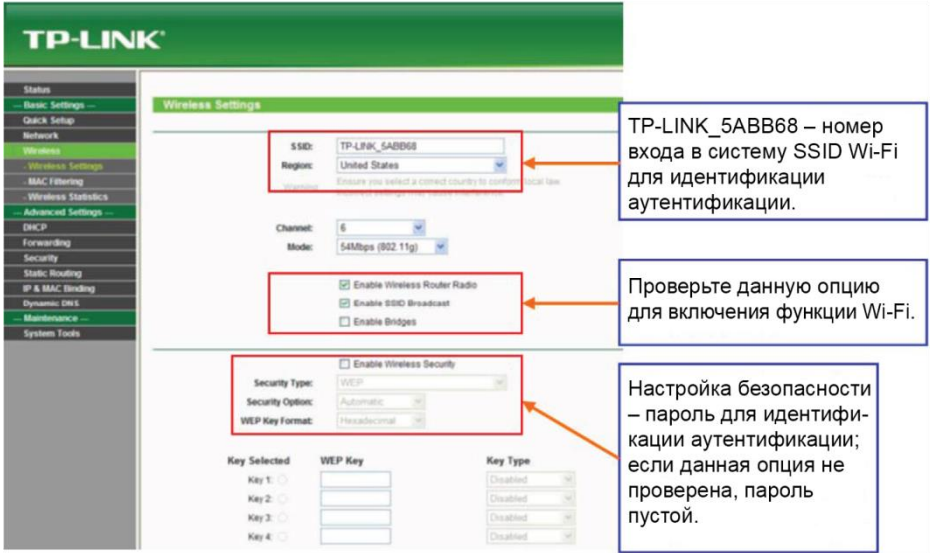 TP-LINK®
Status
--- Basic Settings ---
Quick Setup
Network
Wireless
- Wireless Settings
- MAC Filtering
- Wireless Statistics
--- Advanced Settings ---
DHCP
Forwarding
Security
Static Routing
IP & MAC Binding
Dynamic DNS
--- Maintenance ---
System Tools
Wireless Settings
SSID: TP-LINK_5ABB68
Region: United States
Warning: Ensure you select a correct country to conform local law.
Channel: 6
Mode: 54Mbps (802.11g)
Enable Wireless Router Radio
Enable SSID Broadcast
Enable Bridges
Enable Wireless Security
Security Type: WEP
Security Option: Automatic
WEP Key Format: Hexadecimal
Key Selected WEP Key Key Type
Key 1: Disabled
Key 2: Disabled
Key 3: Disabled
Key 4: Disabled
TP-LINK_5ABB68 – номер
входа в систему SSID Wi-Fi
для идентификации
аутентификации.
Проверьте данную опцию
для включения функции Wi-Fi.
Настройка безопасности
– пароль для идентифи-
кации аутентификации;
если данная опция не
проверена, пароль
пустой.